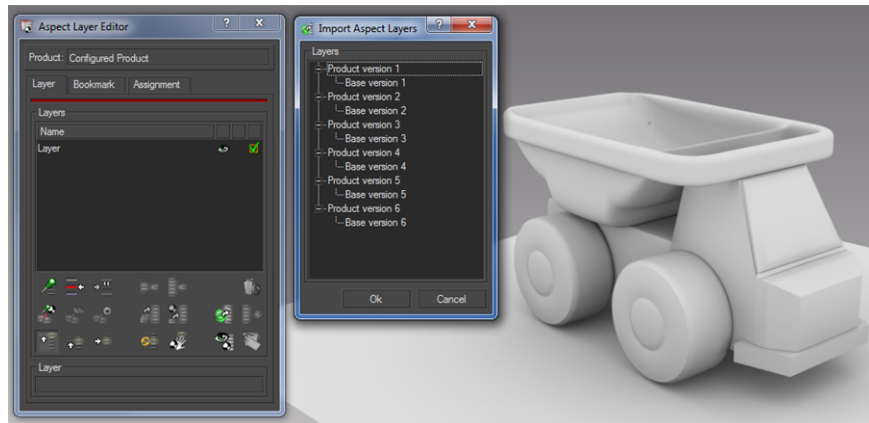 Aspect Layer Editor
Product: Configured Product
Layer Bookmark Assignment
Layers
Name
Layer
Layer
Import Aspect Layers
Layers
Product version 1
Base version 1
Product version 2
Base version 2
Product version 3
Base version 3
Product version 4
Base version 4
Product version 5
Base version 5
Product version 6
Base version 6
Ok Cancel